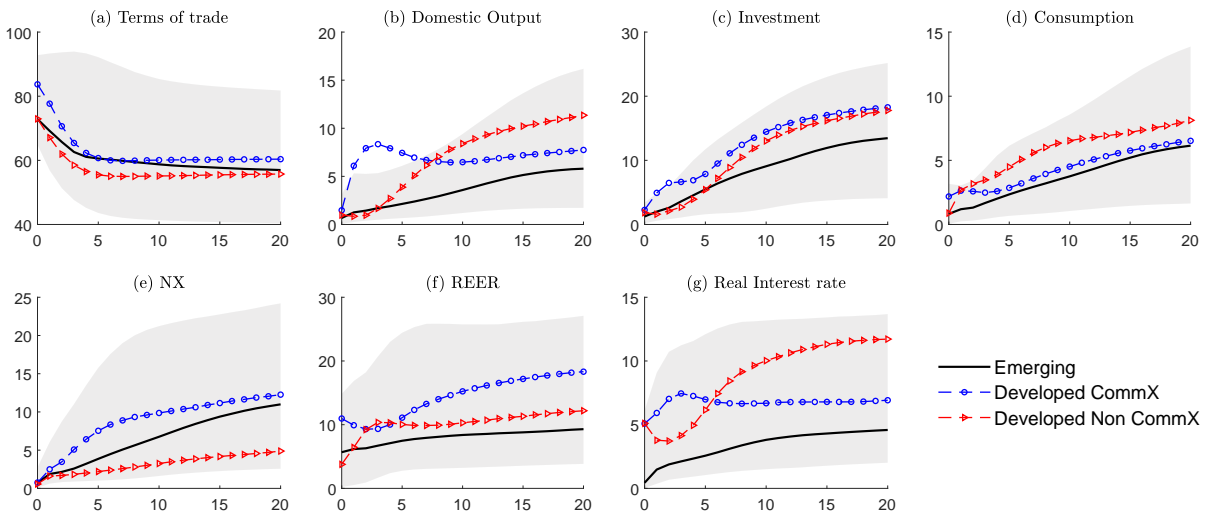 (a) Terms of trade
100
80
60
40
0 5 10 15 20
(b) Domestic Output
20
15
10
5
0
0 5 10 15 20
(c) Investment
30
20
10
0
0 5 10 15 20
(d) Consumption
15
10
5
0
0 5 10 15 20
(e) NX
25
20
15
10
5
0
0 5 10 15 20
(f) REER
30
20
10
0
0 5 10 15 20
(g) Real Interest rate
15
10
5
0
0 5 10 15 20
Emerging
Developed CommX
Developed Non CommX